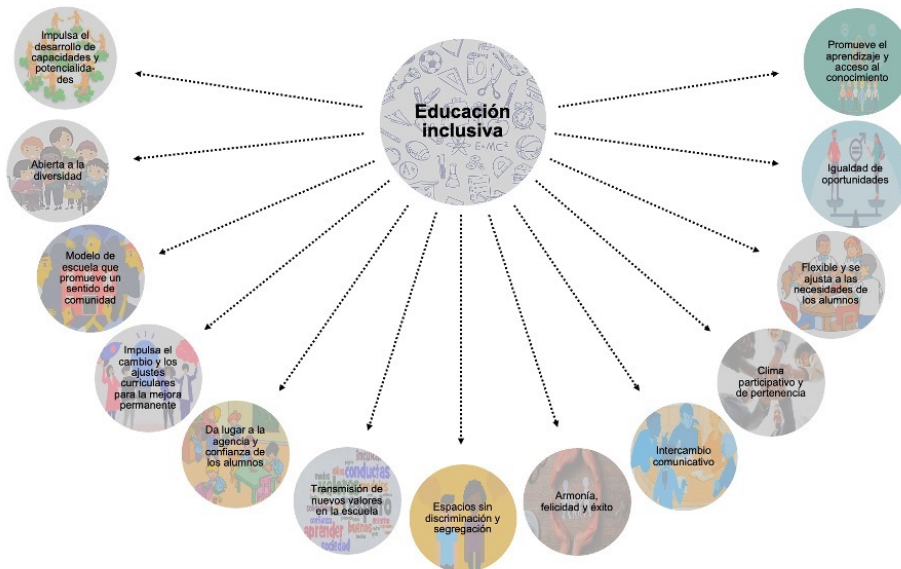 Educación
inclusiva
E=MC²
A+
Impulsa el
desarrollo de
capacidades y
potencialida-
des
Abierta a la
diversidad
Modelo de
escuela que
promueve un
sentido de
comunidad
Impulsa el
cambio y los
ajustes
curriculares
para la mejora
permanente
Da lugar a la
agencia y
confianza de
los alumnos
conductas
Transmisión de
nuevos valores
en la escuela
aprender
sociedad
Espacios sin
discriminación y
segregación
Armonía,
felicidad y éxito
Intercambio
comunicativo
Clima
participativo y
de pertenencia
Flexible y se
ajusta a las
necesidades de
los alumnos
Igualdad de
oportunidades
Promueve el
aprendizaje y
acceso al
conocimiento